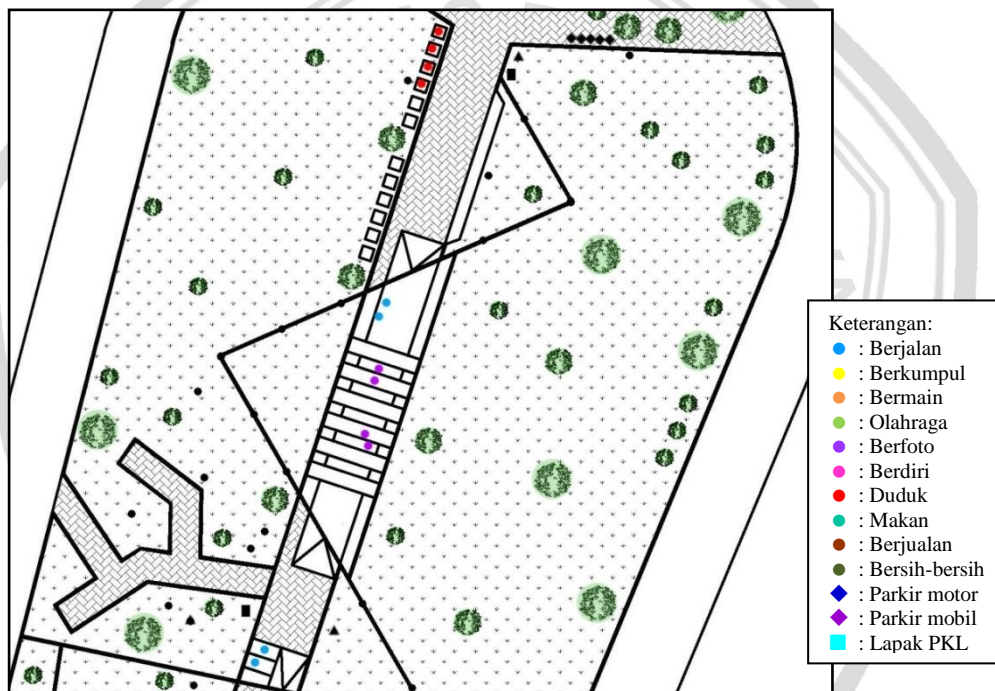 Keterangan:
: Berjalan
: Berkumpul
: Bermain
: Olahraga
: Berfoto
: Berdiri
: Duduk
: Makan
: Berjualan
: Bersih-bersih
: Parkir motor
: Parkir mobil
: Lapak PKL